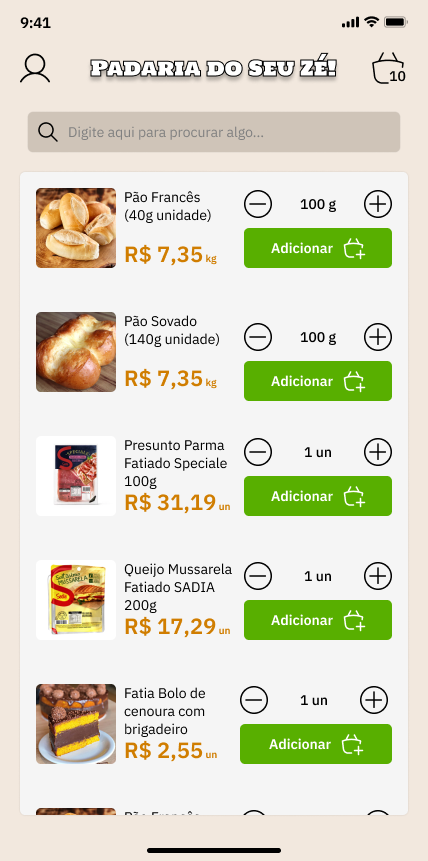 9:41
Padaria do Seu Zé!
10
Digite aqui para procurar algo...
Pão Francês
(40g unidade)
R$ 7,35 kg
100 g
Adicionar
Pão Sovado
(140g unidade)
R$ 7,35 kg
100 g
Adicionar
Presunto Parma
Fatiado Speciale
100g
R$ 31,19 un
1 un
Adicionar
Queijo Mussarela
Fatiado SADIA
200g
R$ 17,29 un
1 un
Adicionar
Fatia Bolo de
cenoura com
brigadeiro
R$ 2,55 un
1 un
Adicionar
Pão Francês